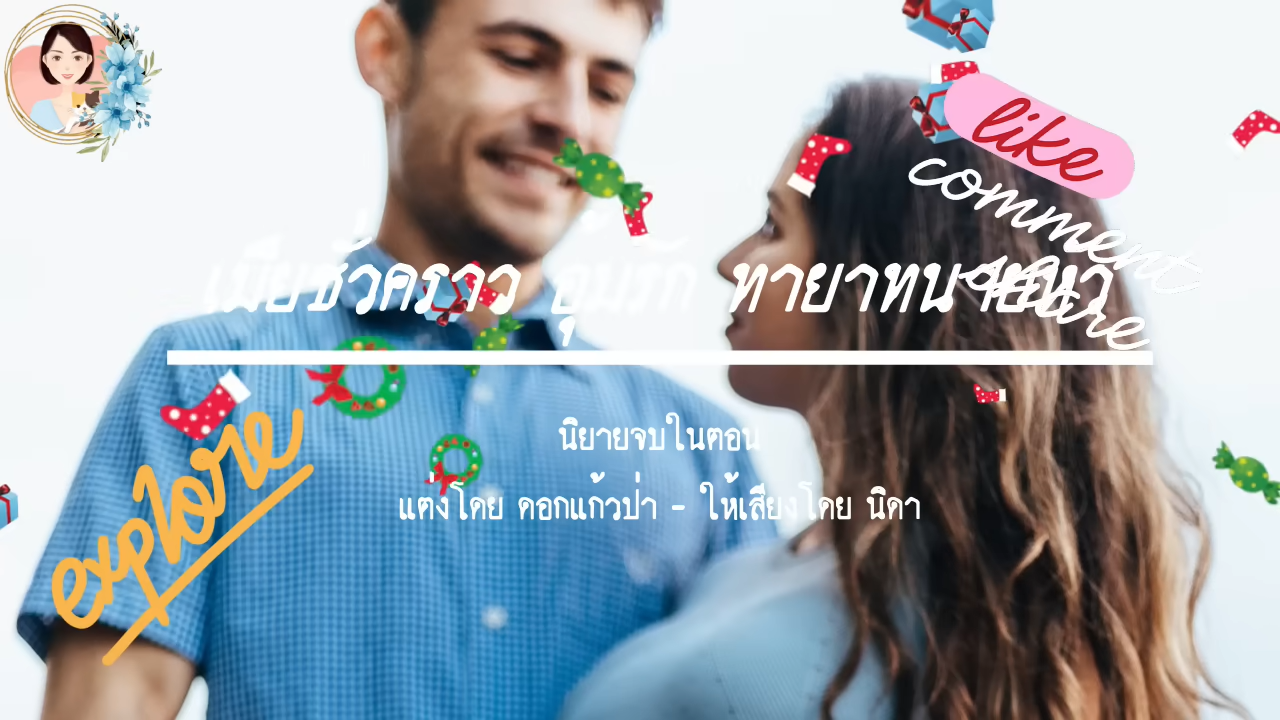 like
comment
share
เมียชั่วคราว อุ้มรัก ทายาทนายหัว
explore
นิยายจบในตอน
แต่งโดย ดอกแก้วป่า - ให้เสียงโดย นิดา